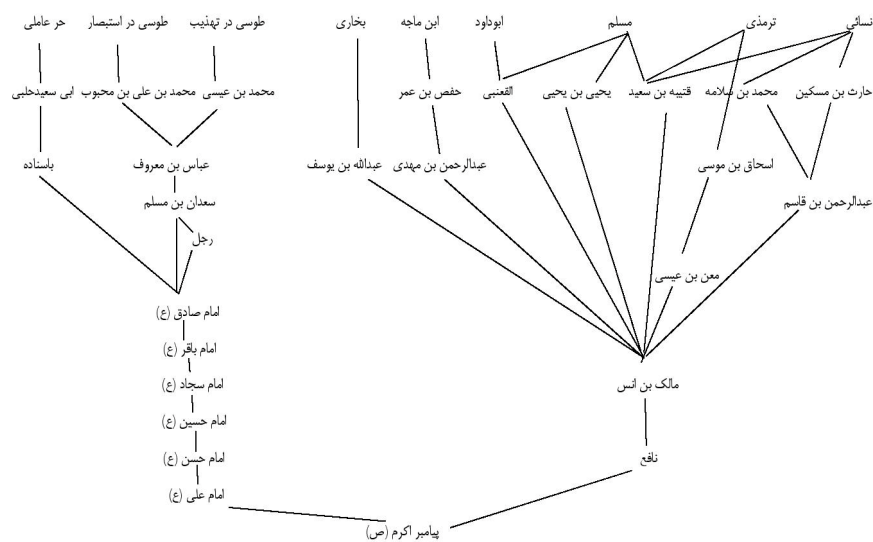 نسائی ترمذی مسلم ابوداود ابن ماجه بخاری طوسی در تهذیب طوسی در استبصار حر عاملی
حارث بن مسکین محمد بن سلامه قتیبه بن سعید یحیی بن یحیی القعنبی حفص بن عمر محمد بن عیسی محمد بن علی بن محبوب ابی سعیدحلبی
اسحاق بن موسی عبدالرحمن بن مهدی عبدالله بن یوسف عباس بن معروف باسناده
عبدالرحمن بن قاسم سعدان بن مسلم
رجل
معن بن عیسی
امام صادق (ع)
امام باقر (ع)
مالک بن انس امام سجاد (ع)
امام حسین (ع)
نافع امام حسن (ع)
امام علی (ع)
پیامبر اکرم (ص)